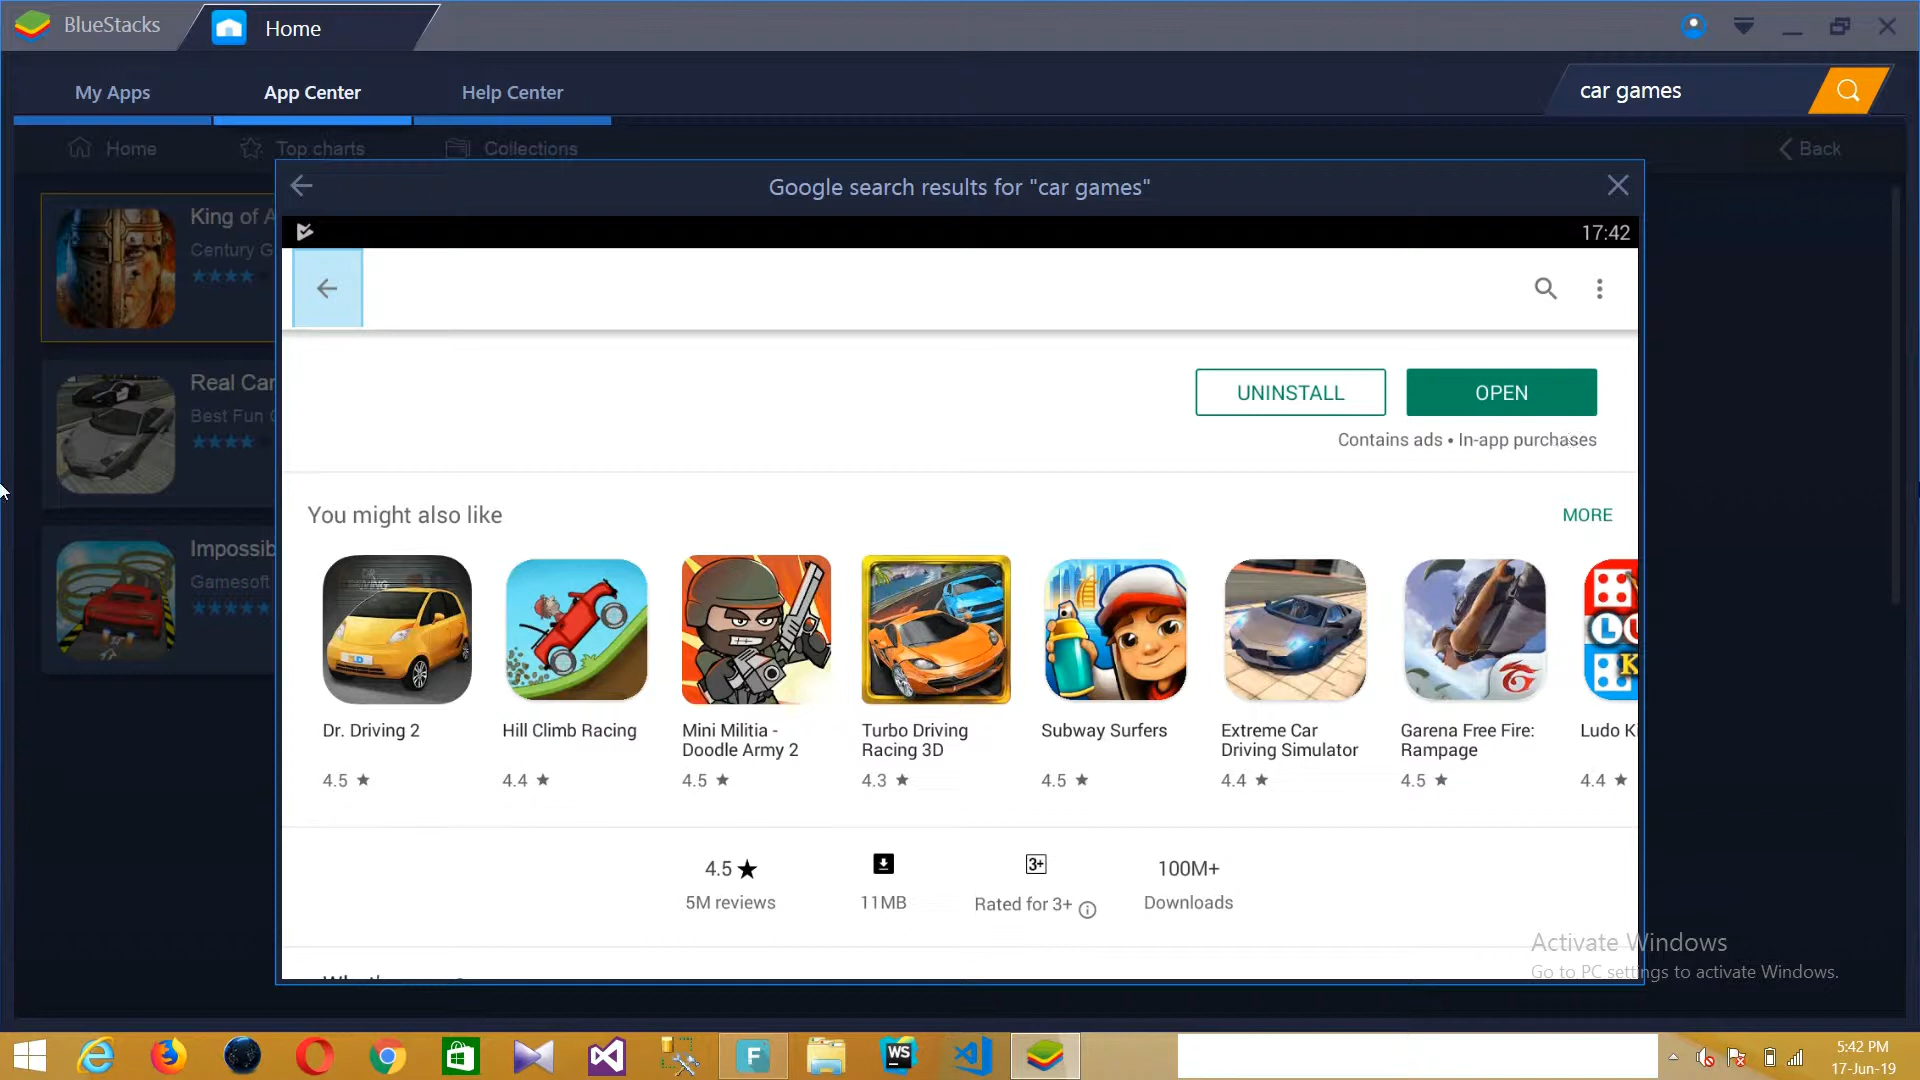 BlueStacks
Home
My Apps
App Center
Help Center
car games
Home
Top charts
Collections
Back
Google search results for "car games"
17:42
King of A
Century G
Real Car
Best Fun
Impossib
Gamesoft
UNINSTALL
OPEN
Contains ads • In-app purchases
You might also like
MORE
Dr. Driving 2
4.5 ★
Hill Climb Racing
4.4 ★
Mini Militia -
Doodle Army 2
4.5 ★
Turbo Driving
Racing 3D
4.3 ★
Subway Surfers
4.5 ★
Extreme Car
Driving Simulator
4.4 ★
Garena Free Fire:
Rampage
4.5 ★
Ludo Ki
4.4 ★
4.5 ★
5M reviews
11MB
3+
Rated for 3+
100M+
Downloads
Activate Windows
Go to PC settings to activate Windows.
WS
F
5:42 PM
17-Jun-19